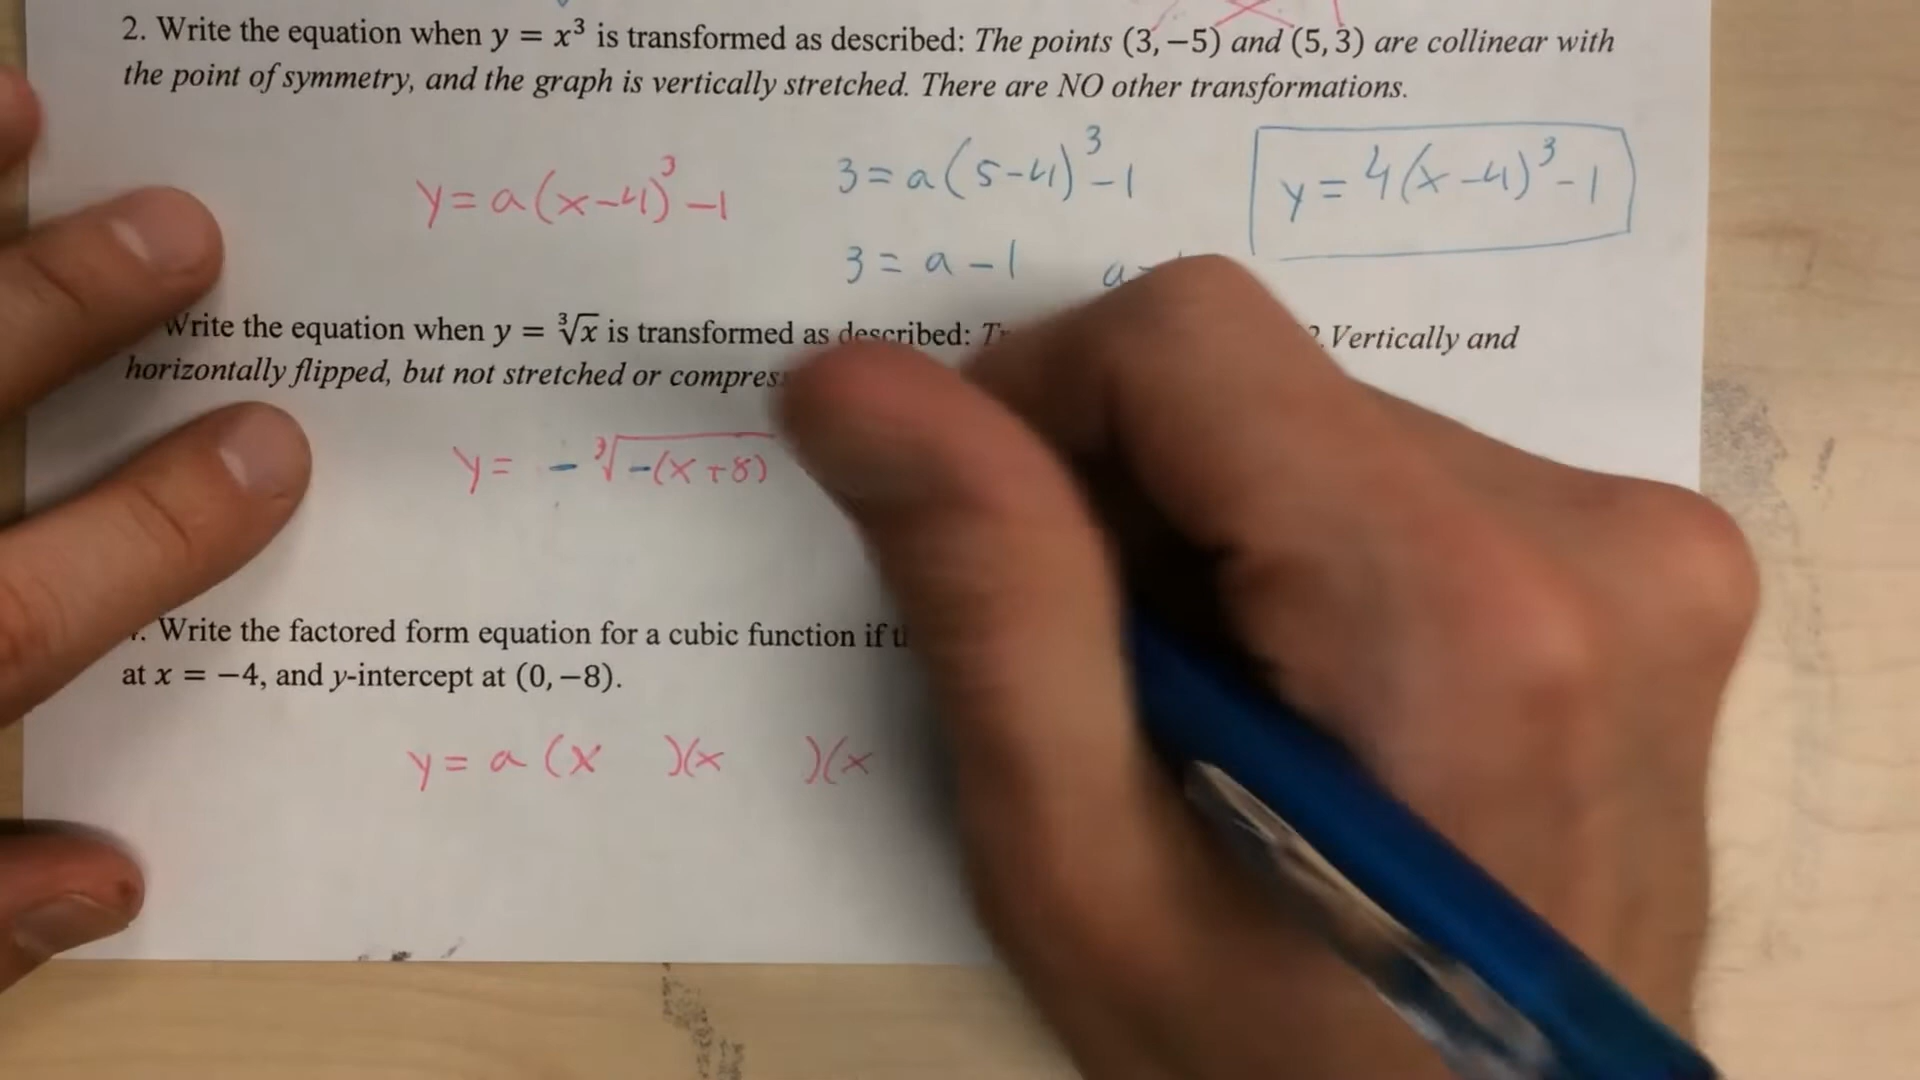 2. Write the equation when y = x³ is transformed as described: The points (3, −5) and (5, 3) are collinear with
the point of symmetry, and the graph is vertically stretched. There are NO other transformations.
y = a(x−4)³ −1
3 = a(5−4)³ −1
y = 4(x−4)³ −1
3 = a − 1
Write the equation when y = ∛x is transformed as described: Vertically and
horizontally flipped, but not stretched or
y = − ∛−(x+8)
Write the factored form equation for a cubic function if
at x = −4, and y-intercept at (0, −8).
y = a (x )(x )(x